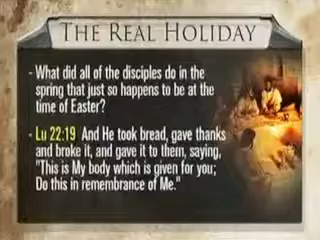 THE REAL HOLIDAY
- What did all of the disciples do in the
spring that just so happens to be at the
time of Easter?
- Lu 22:19 And He took bread, gave thanks
and broke it, and gave it to them, saying,
"This is My body which is given for you;
Do this in remembrance of Me."